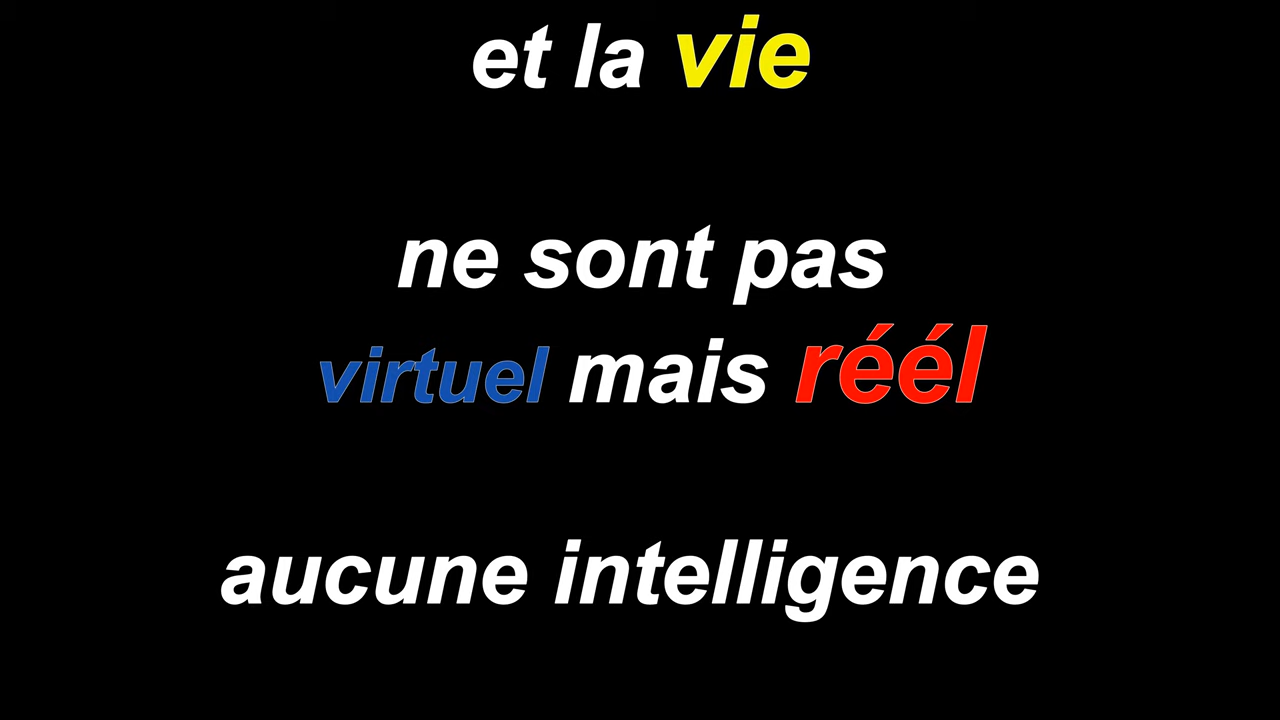 et la vie
ne sont pas
virtuel mais réél
aucune intelligence